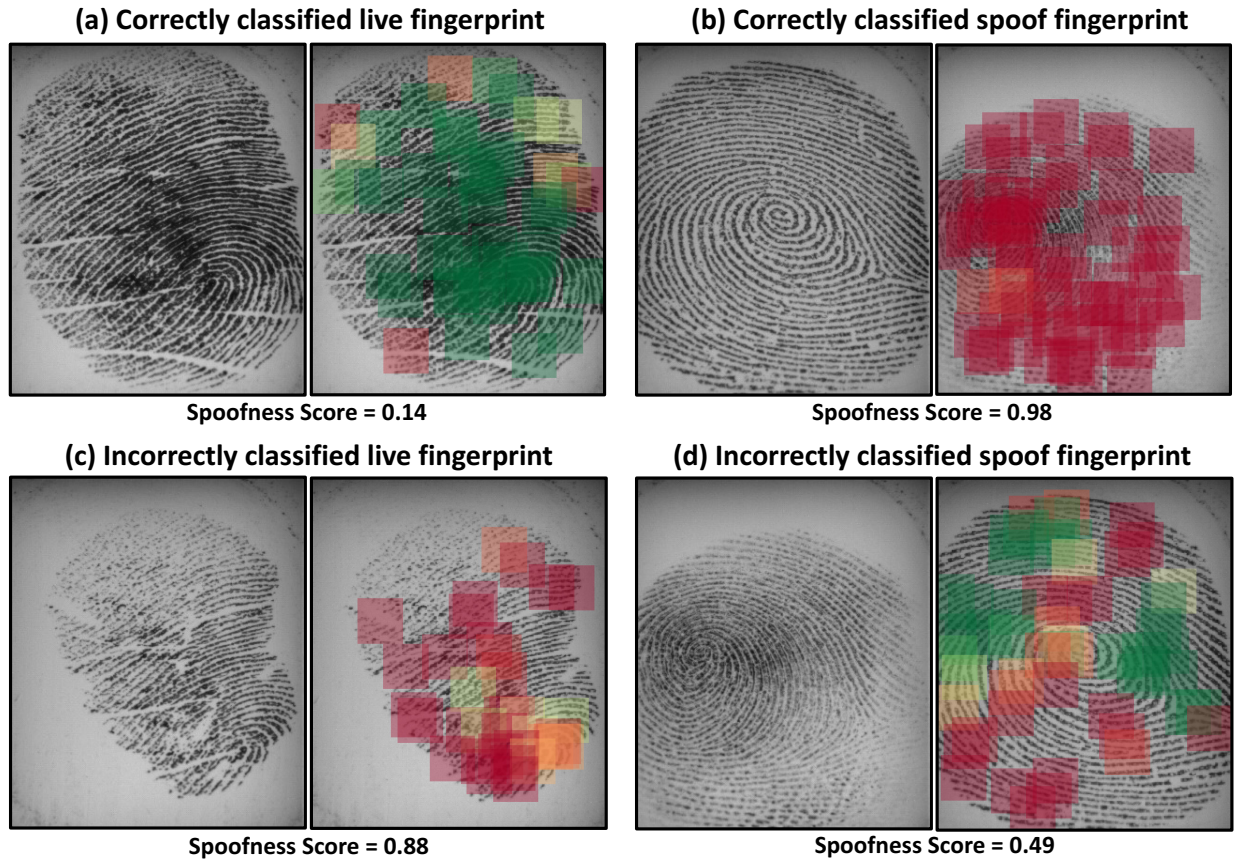 (a) Correctly classified live fingerprint
(b) Correctly classified spoof fingerprint
Spoofness Score = 0.14
Spoofness Score = 0.98
(c) Incorrectly classified live fingerprint
(d) Incorrectly classified spoof fingerprint
Spoofness Score = 0.88
Spoofness Score = 0.49